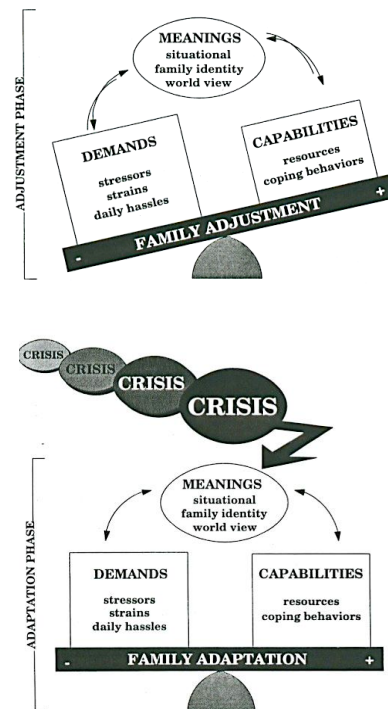 ADJUSTMENT PHASE
MEANINGS
situational
family identity
world view
DEMANDS
stressors
strains
daily hassles
CAPABILITIES
resources
coping behaviors
- FAMILY ADJUSTMENT +
CRISIS
CRISIS
CRISIS
CRISIS
ADAPTATION PHASE
MEANINGS
situational
family identity
world view
DEMANDS
stressors
strains
daily hassles
CAPABILITIES
resources
coping behaviors
- FAMILY ADAPTATION +